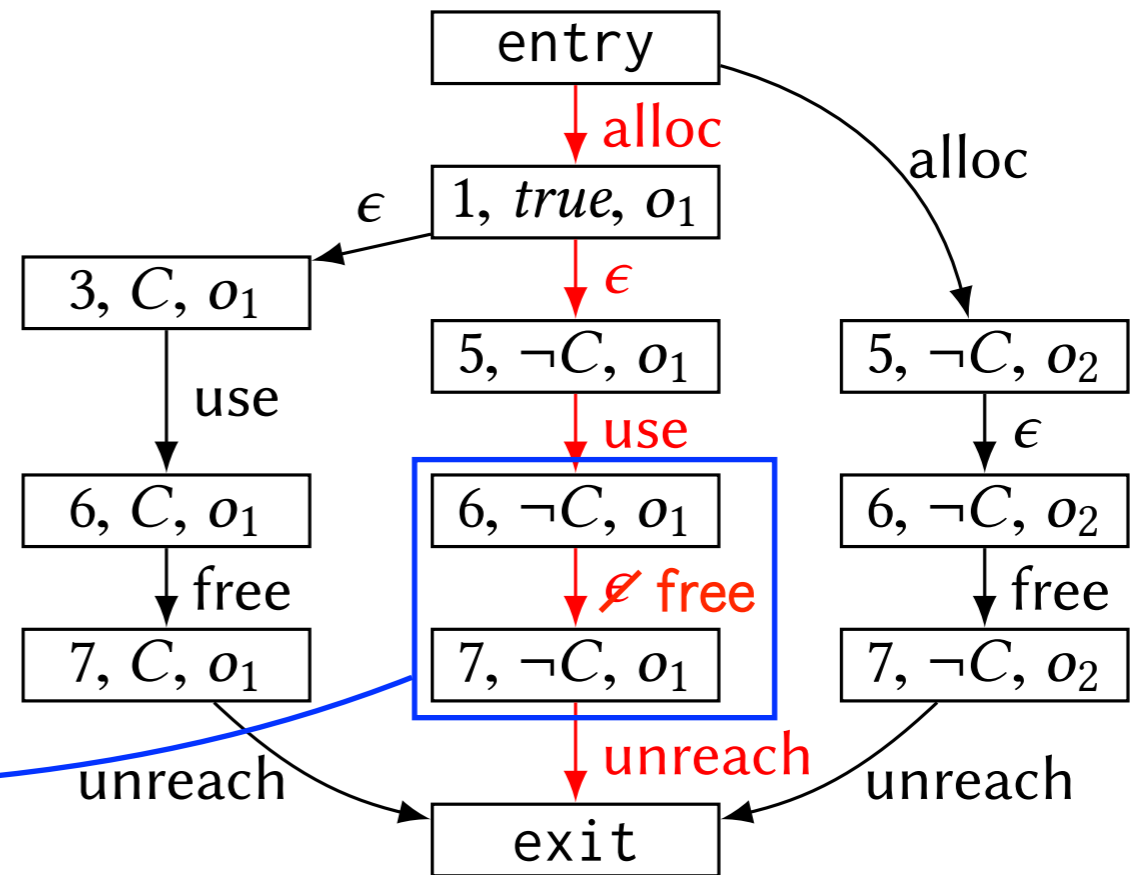 entry
alloc
alloc
1, true, o₁
ϵ
ϵ
3, C, o₁
5, ¬C, o₁
5, ¬C, o₂
use
use
ϵ
6, C, o₁
6, ¬C, o₁
6, ¬C, o₂
free
ϵ free
free
7, C, o₁
7, ¬C, o₁
7, ¬C, o₂
unreach
unreach
unreach
exit